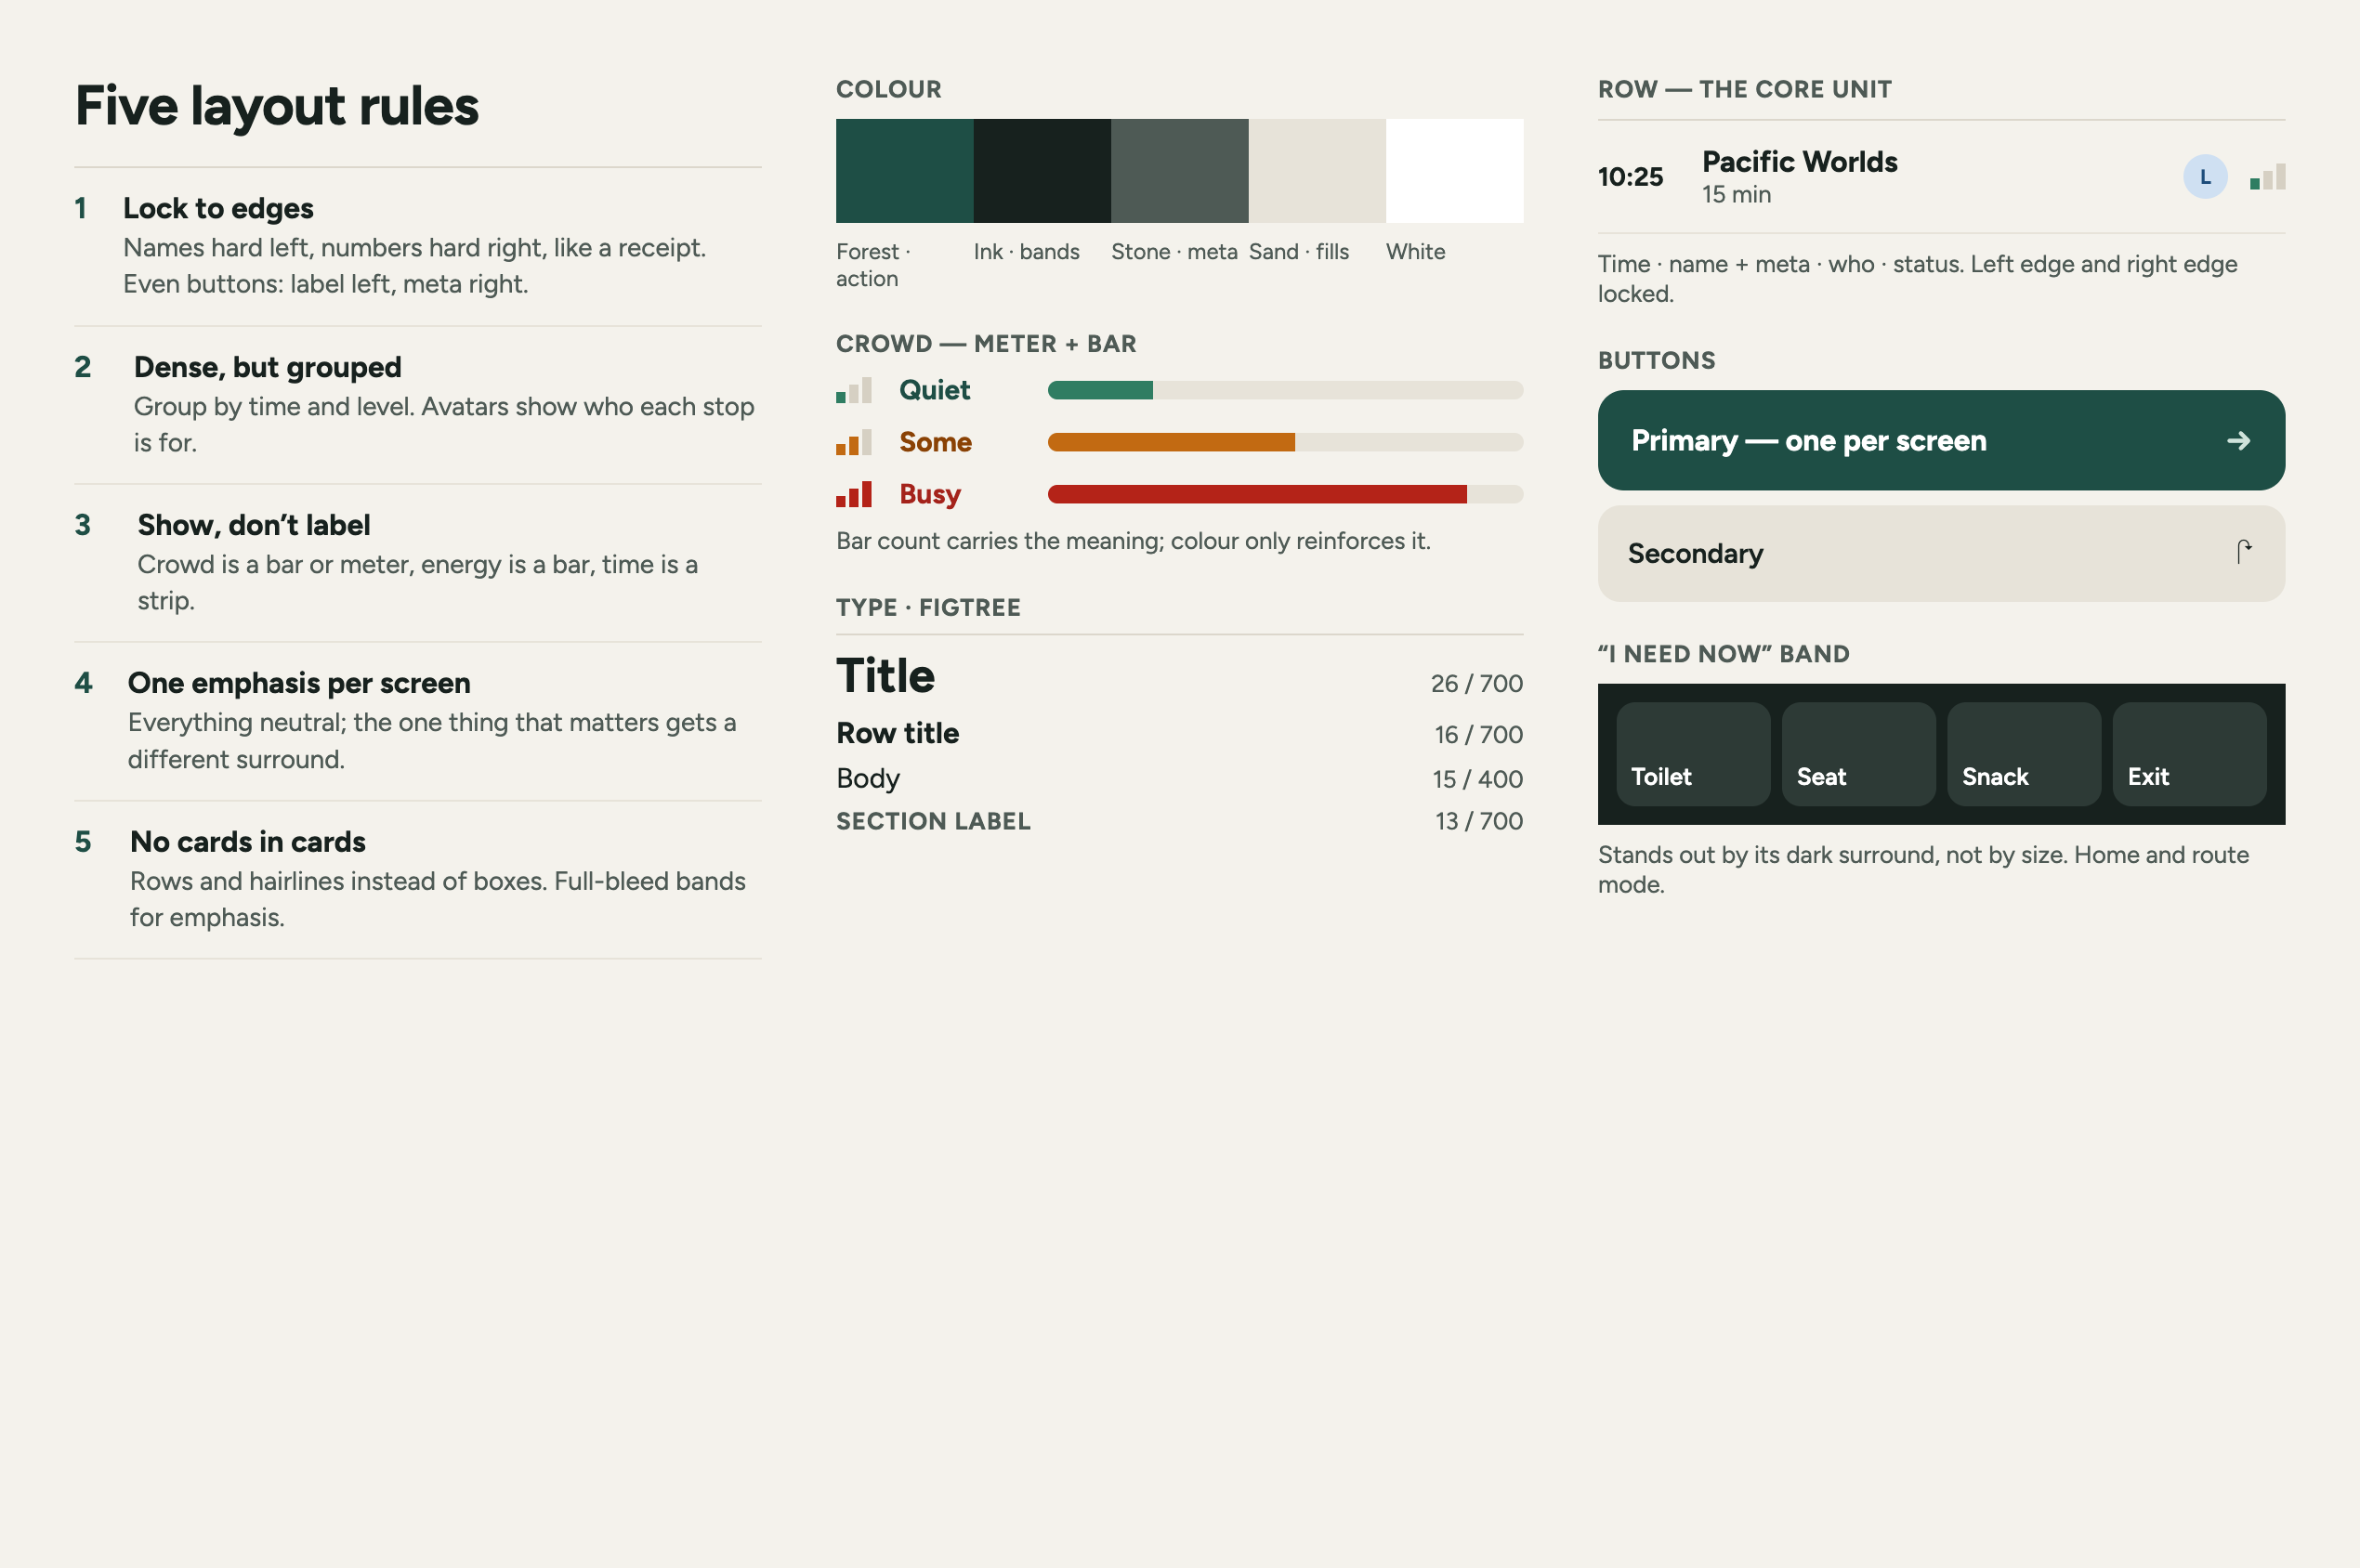 Five layout rules
1 Lock to edges
Names hard left, numbers hard right, like a receipt.
Even buttons: label left, meta right.
2 Dense, but grouped
Group by time and level. Avatars show who each stop
is for.
3 Show, don’t label
Crowd is a bar or meter, energy is a bar, time is a
strip.
4 One emphasis per screen
Everything neutral; the one thing that matters gets a
different surround.
5 No cards in cards
Rows and hairlines instead of boxes. Full-bleed bands
for emphasis.
COLOUR
Forest ·
action
Ink · bands
Stone · meta
Sand · fills
White
CROWD — METER + BAR
Quiet
Some
Busy
Bar count carries the meaning; colour only reinforces it.
TYPE · FIGTREE
Title 26 / 700
Row title 16 / 700
Body 15 / 400
SECTION LABEL 13 / 700
ROW — THE CORE UNIT
10:25 Pacific Worlds L
15 min
Time · name + meta · who · status. Left edge and right edge
locked.
BUTTONS
Primary — one per screen →
Secondary
“I NEED NOW” BAND
Toilet Seat Snack Exit
Stands out by its dark surround, not by size. Home and route
mode.